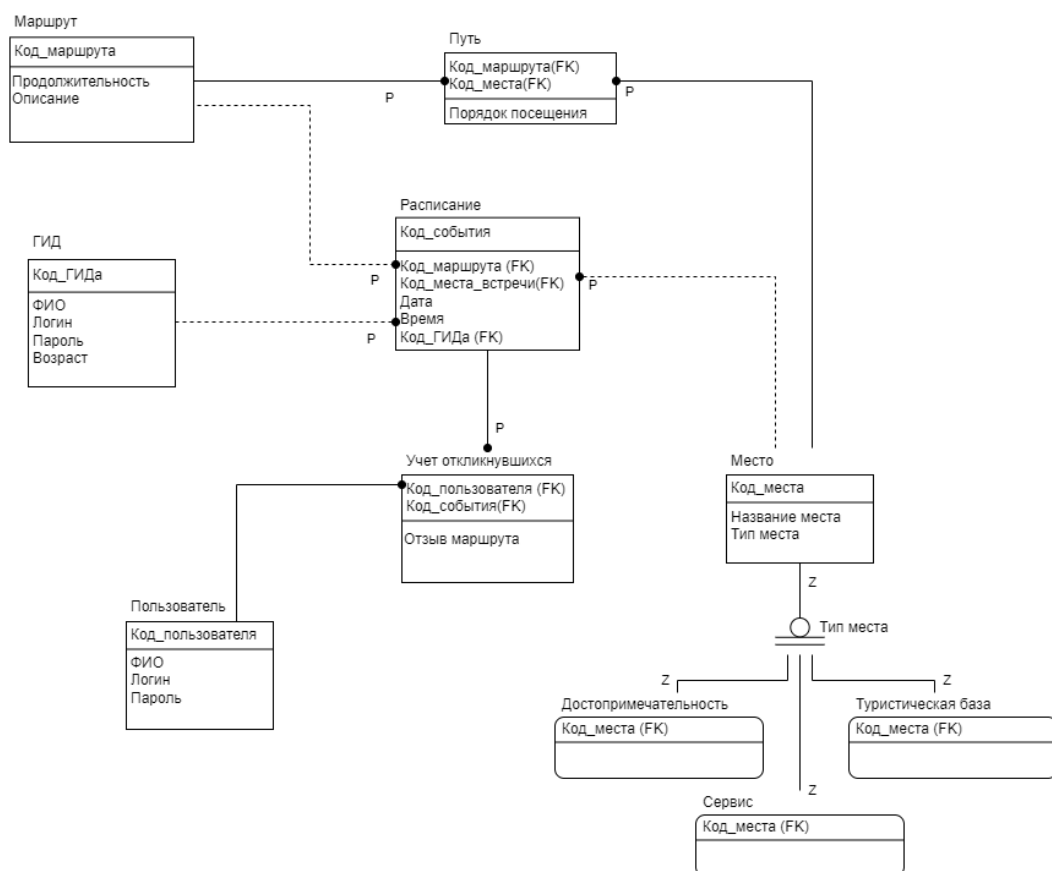 Маршрут
Код_маршрута
Продолжительность
Описание
Путь
Код_маршрута(FK)
Код_места(FK)
Порядок посещения
P
P
Расписание
Код_события
Код_маршрута (FK)
Код_места_встречи(FK)
Дата
Время
Код_ГИДа (FK)
P
P
P
ГИД
Код_ГИДа
ФИО
Логин
Пароль
Возраст
P
Учет откликнувшихся
Код_пользователя (FK)
Код_события(FK)
Отзыв маршрута
Место
Код_места
Название места
Тип места
Z
Тип места
Пользователь
Код_пользователя
ФИО
Логин
Пароль
Z
Z
Достопримечательность
Код_места (FK)
Туристическая база
Код_места (FK)
Z
Сервис
Код_места (FK)